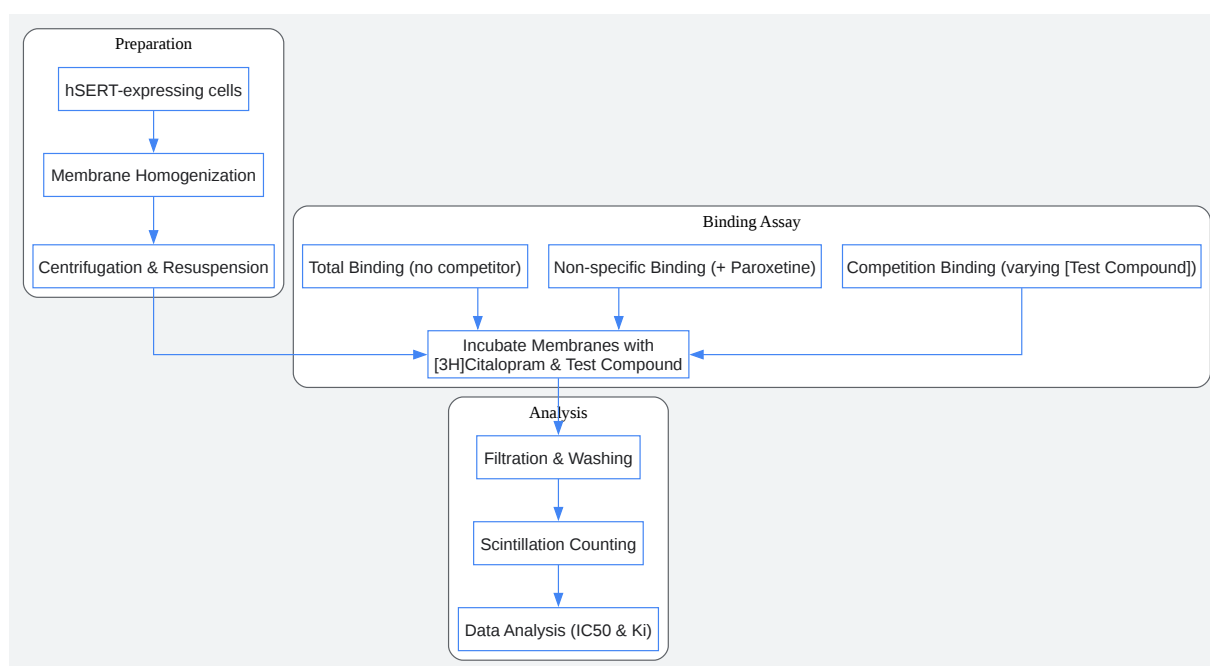 Preparation
hSERT-expressing cells
Membrane Homogenization
Centrifugation & Resuspension
Binding Assay
Total Binding (no competitor)
Non-specific Binding (+ Paroxetine)
Competition Binding (varying [Test Compound])
Incubate Membranes with
[3H]Citalopram & Test Compound
Analysis
Filtration & Washing
Scintillation Counting
Data Analysis (IC50 & Ki)